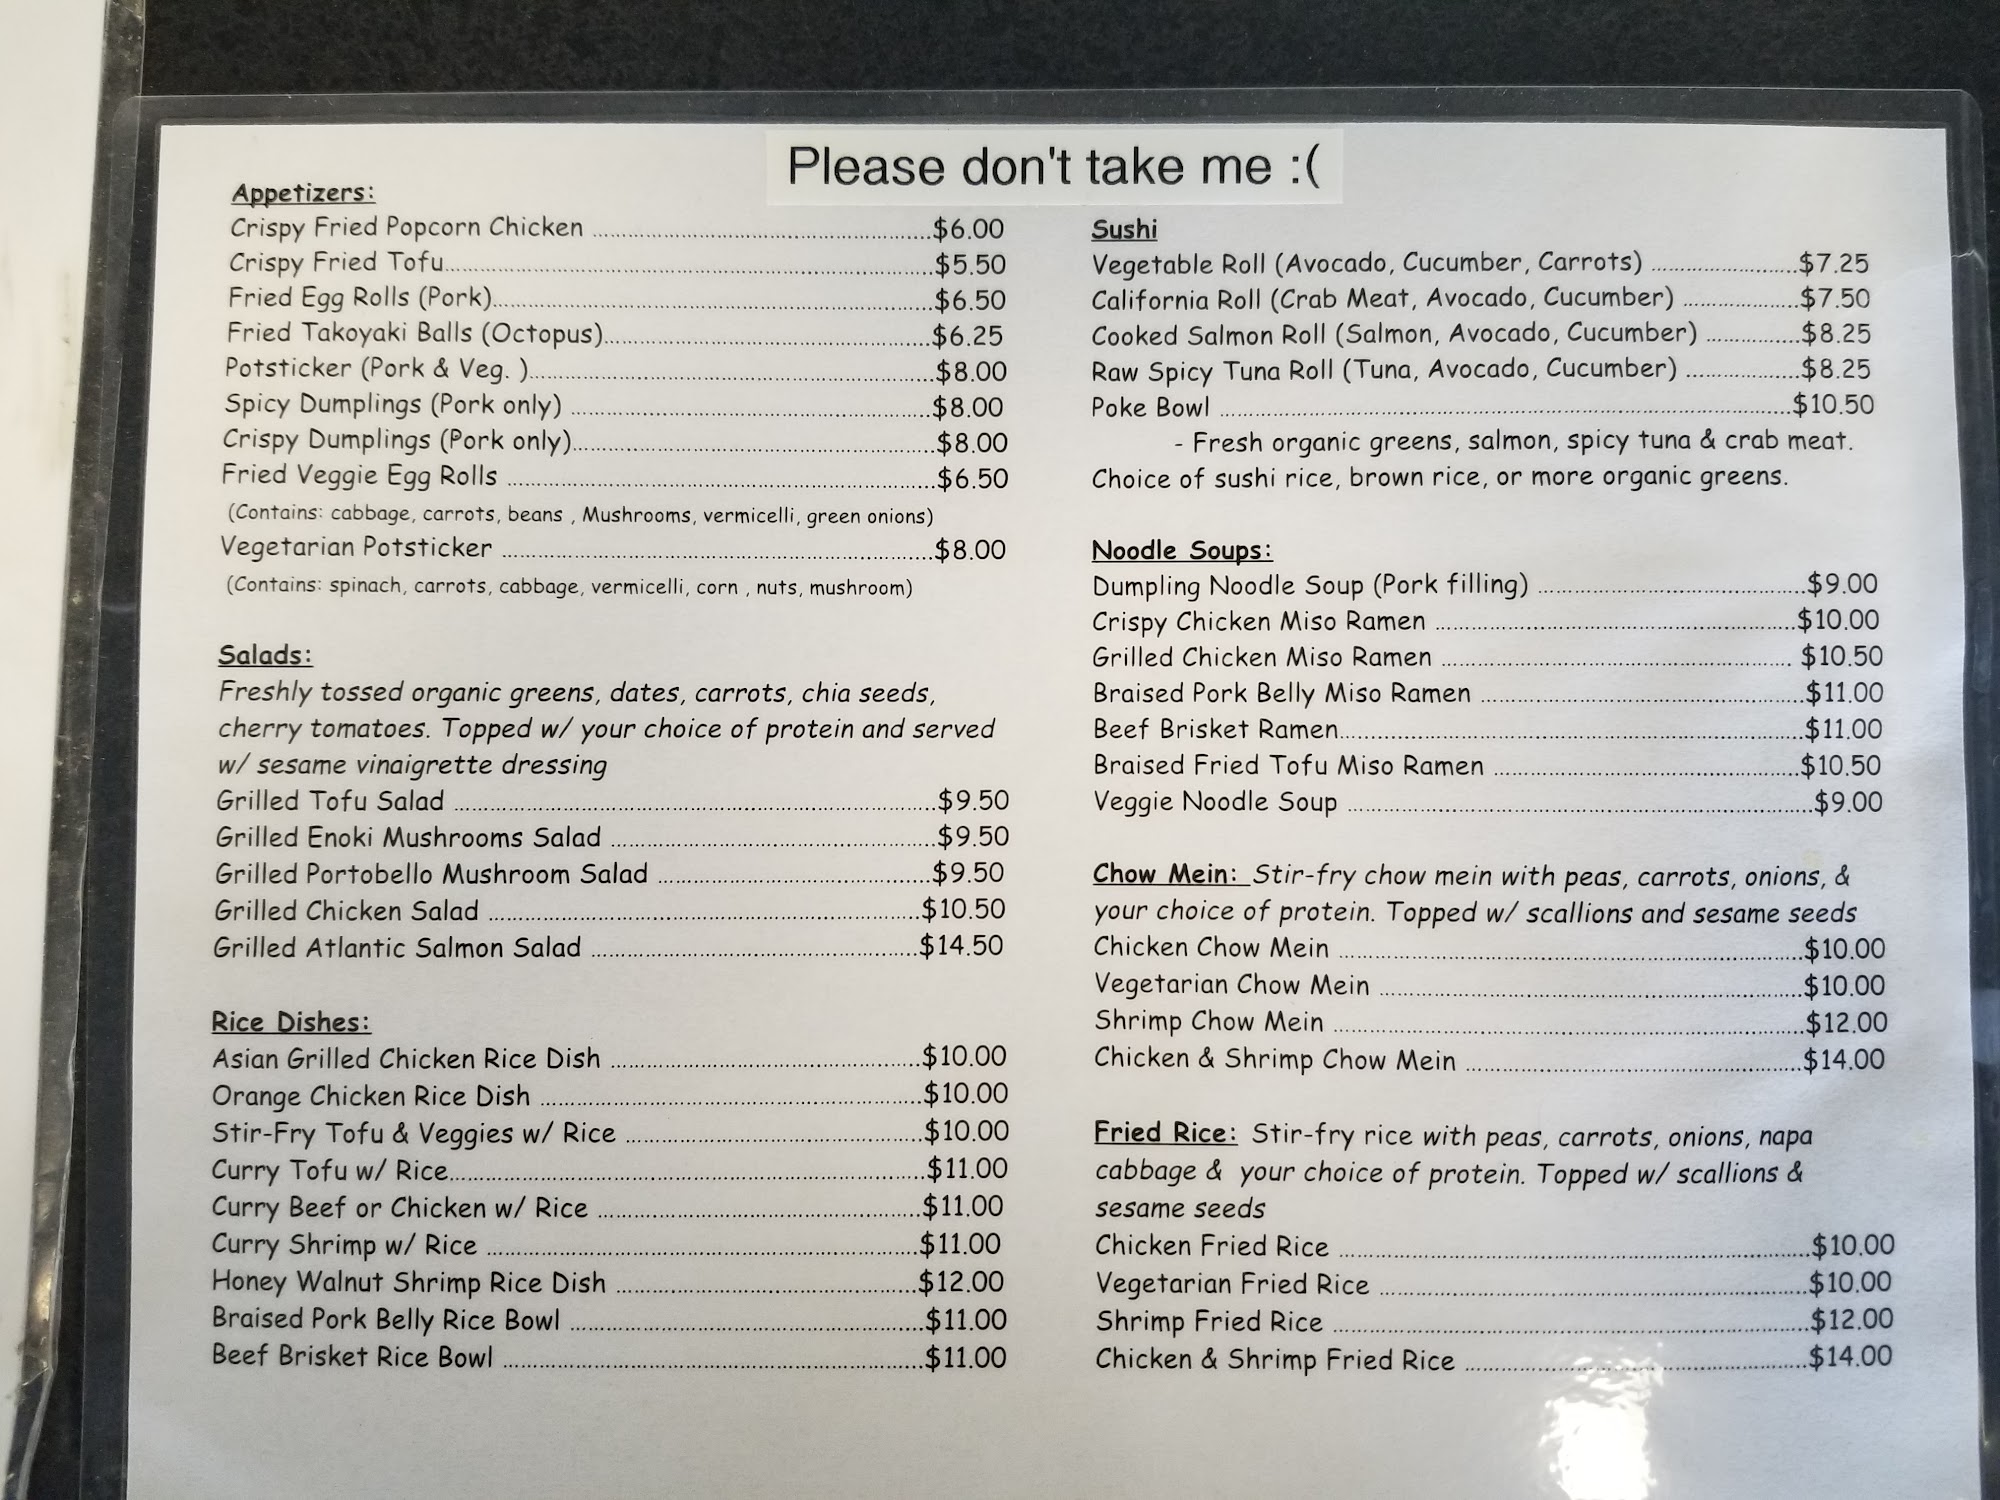 Please don't take me :(
Appetizers:
Crispy Fried Popcorn Chicken ........ $6.00
Crispy Fried Tofu........ $5.50
Fried Egg Rolls (Pork)........ $6.50
Fried Takoyaki Balls (Octopus)........ $6.25
Potsticker (Pork & Veg. )........ $8.00
Spicy Dumplings (Pork only) ........ $8.00
Crispy Dumplings (Pork only)........ $8.00
Fried Veggie Egg Rolls ........ $6.50
(Contains: cabbage, carrots, beans , Mushrooms, vermicelli, green onions)
Vegetarian Potsticker ........ $8.00
(Contains: spinach, carrots, cabbage, vermicelli, corn , nuts, mushroom)
Salads:
Freshly tossed organic greens, dates, carrots, chia seeds,
cherry tomatoes. Topped w/ your choice of protein and served
w/ sesame vinaigrette dressing
Grilled Tofu Salad ........ $9.50
Grilled Enoki Mushrooms Salad ........ $9.50
Grilled Portobello Mushroom Salad ........ $9.50
Grilled Chicken Salad ........ $10.50
Grilled Atlantic Salmon Salad ........ $14.50
Rice Dishes:
Asian Grilled Chicken Rice Dish ........ $10.00
Orange Chicken Rice Dish ........ $10.00
Stir-Fry Tofu & Veggies w/ Rice ........ $10.00
Curry Tofu w/ Rice........ $11.00
Curry Beef or Chicken w/ Rice ........ $11.00
Curry Shrimp w/ Rice ........ $11.00
Honey Walnut Shrimp Rice Dish ........ $12.00
Braised Pork Belly Rice Bowl ........ $11.00
Beef Brisket Rice Bowl ........ $11.00
Sushi
Vegetable Roll (Avocado, Cucumber, Carrots) ........ $7.25
California Roll (Crab Meat, Avocado, Cucumber) ........ $7.50
Cooked Salmon Roll (Salmon, Avocado, Cucumber) ........ $8.25
Raw Spicy Tuna Roll (Tuna, Avocado, Cucumber) ........ $8.25
Poke Bowl ........ $10.50
- Fresh organic greens, salmon, spicy tuna & crab meat.
Choice of sushi rice, brown rice, or more organic greens.
Noodle Soups:
Dumpling Noodle Soup (Pork filling) ........ $9.00
Crispy Chicken Miso Ramen ........ $10.00
Grilled Chicken Miso Ramen ........ $10.50
Braised Pork Belly Miso Ramen ........ $11.00
Beef Brisket Ramen........ $11.00
Braised Fried Tofu Miso Ramen ........ $10.50
Veggie Noodle Soup ........ $9.00
Chow Mein: Stir-fry chow mein with peas, carrots, onions, &
your choice of protein. Topped w/ scallions and sesame seeds
Chicken Chow Mein ........ $10.00
Vegetarian Chow Mein ........ $10.00
Shrimp Chow Mein ........ $12.00
Chicken & Shrimp Chow Mein ........ $14.00
Fried Rice: Stir-fry rice with peas, carrots, onions, napa
cabbage & your choice of protein. Topped w/ scallions &
sesame seeds
Chicken Fried Rice ........ $10.00
Vegetarian Fried Rice ........ $10.00
Shrimp Fried Rice ........ $12.00
Chicken & Shrimp Fried Rice ........ $14.00